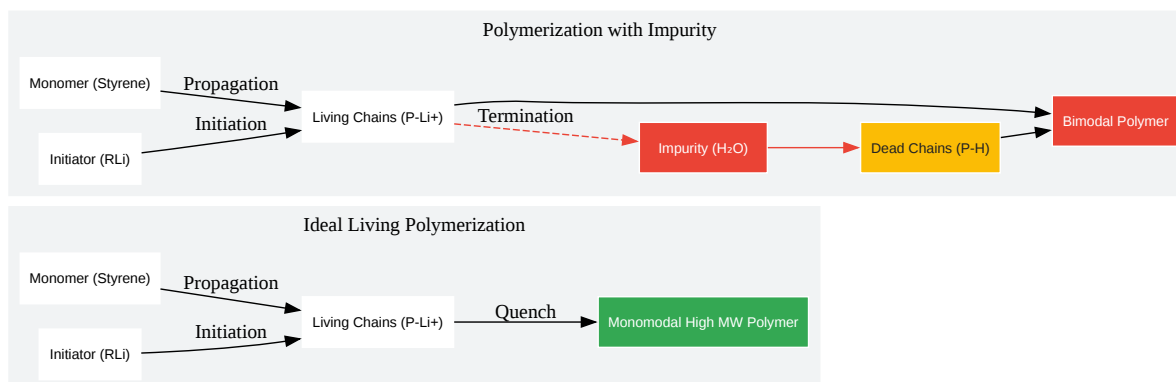 Polymerization with Impurity
Monomer (Styrene)
Propagation
Initiation
Initiator (RLi)
Living Chains (P-Li+)
Termination
Impurity (H₂O)
Dead Chains (P-H)
Bimodal Polymer
Ideal Living Polymerization
Monomer (Styrene)
Propagation
Initiation
Initiator (RLi)
Living Chains (P-Li+)
Quench
Monomodal High MW Polymer